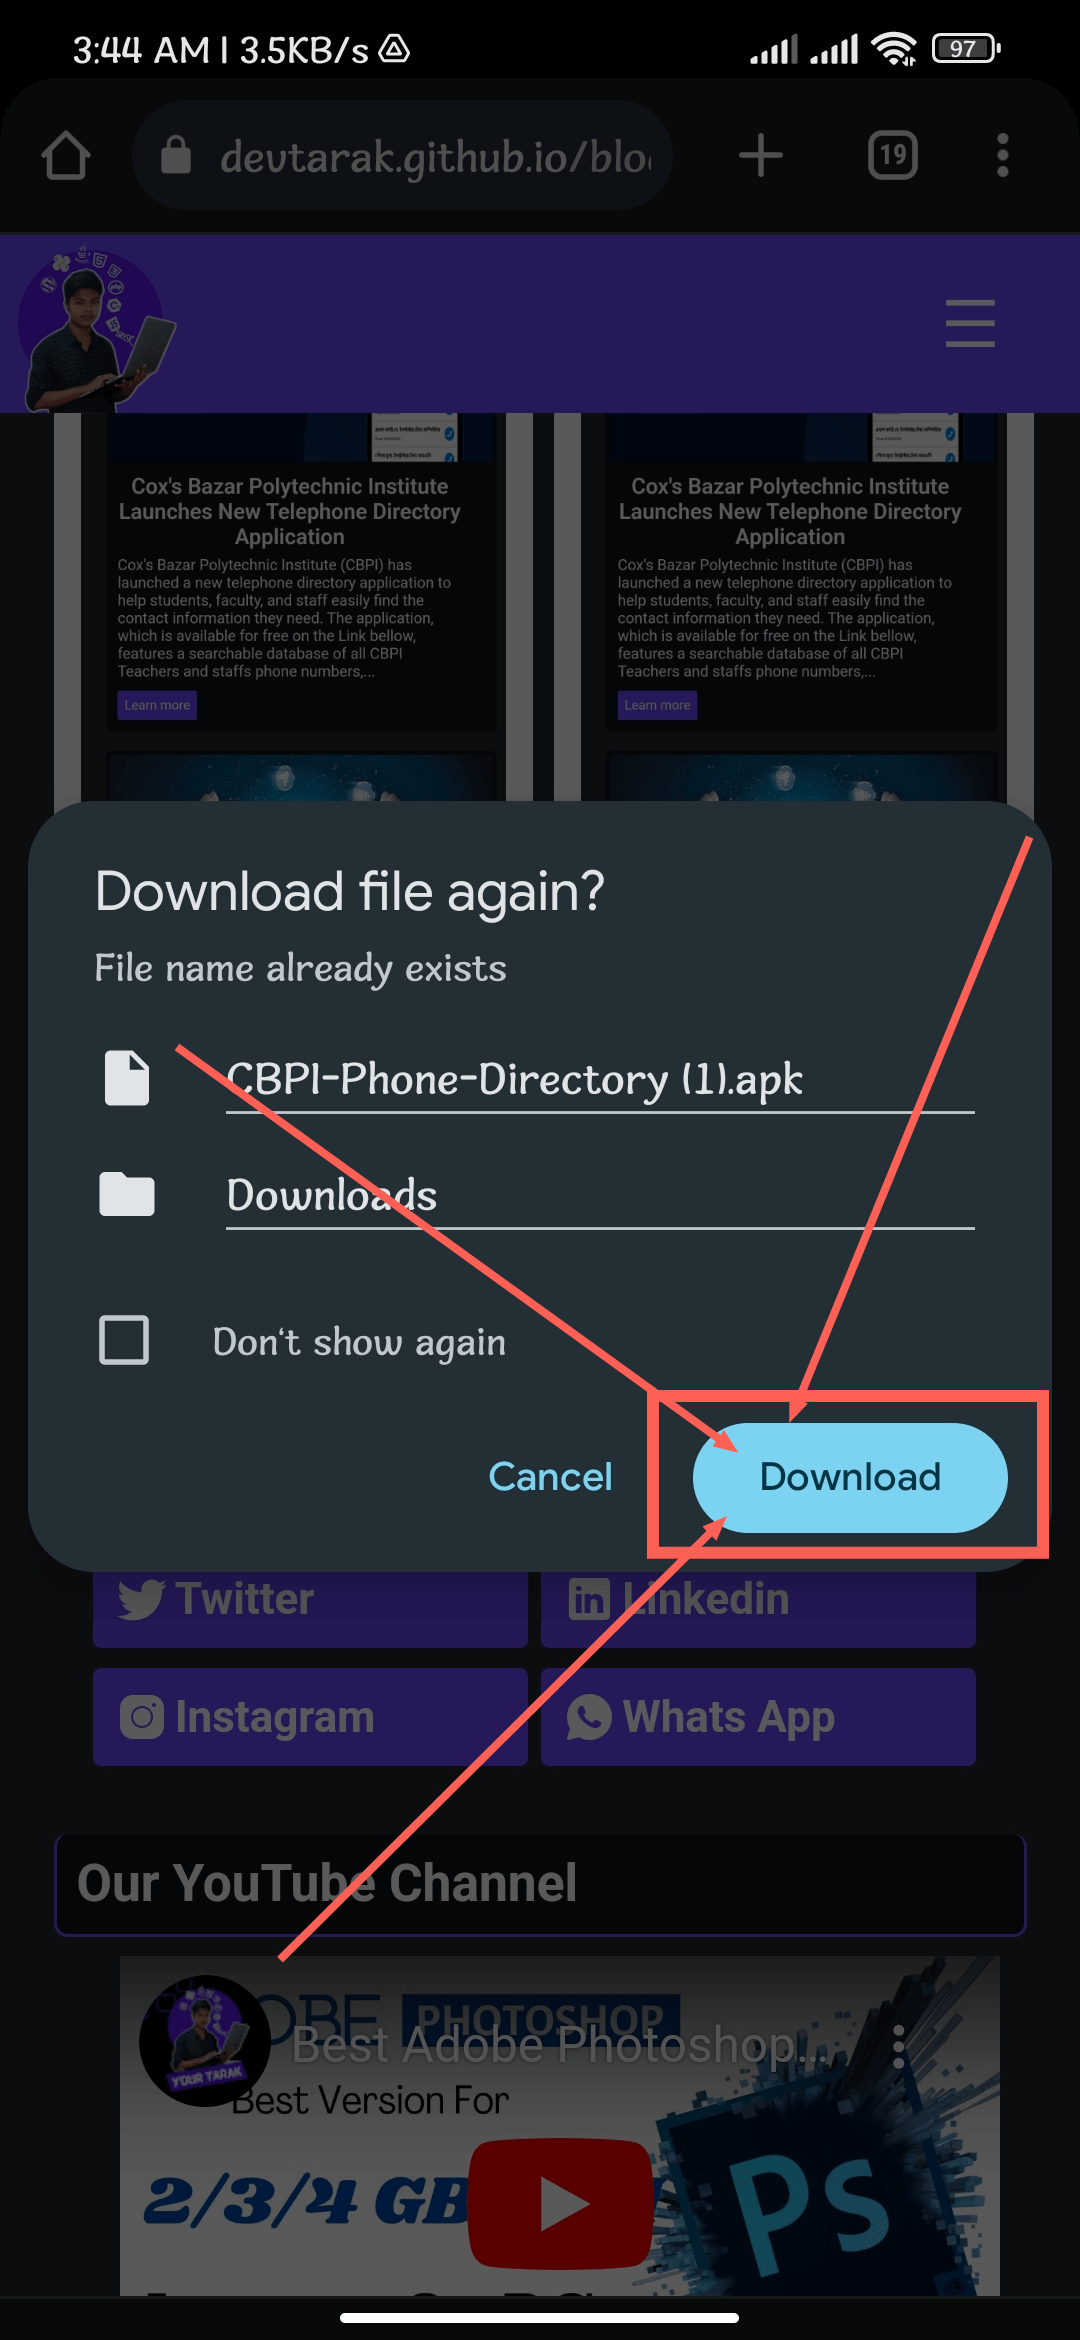 3:44 AM | 3.5KB/s
97
devtarak.github.io/blo
19
Cox's Bazar Polytechnic Institute
Launches New Telephone Directory
Application
Cox's Bazar Polytechnic Institute (CBPI) has
launched a new telephone directory application to
help students, faculty, and staff easily find the
contact information they need. The application,
which is available for free on the Link bellow,
features a searchable database of all CBPI
Teachers and staffs phone numbers,...
Learn more
Cox's Bazar Polytechnic Institute
Launches New Telephone Directory
Application
Cox's Bazar Polytechnic Institute (CBPI) has
launched a new telephone directory application to
help students, faculty, and staff easily find the
contact information they need. The application,
which is available for free on the Link bellow,
features a searchable database of all CBPI
Teachers and staffs phone numbers,...
Learn more
Download file again?
File name already exists
CBPI-Phone-Directory (1).apk
Downloads
Don't show again
Cancel
Download
Twitter
Linkedin
Instagram
Whats App
Our YouTube Channel
OBE PHOTOSHOP
Best Adobe Photoshop...
YOUR TARAK
Best Version For
2/3/4 GB
Ps